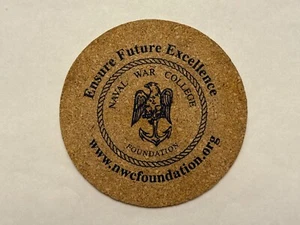 Ensure Future Excellence
NAVAL WAR COLLEGE
FOUNDATION
www.nwcfoundation.org